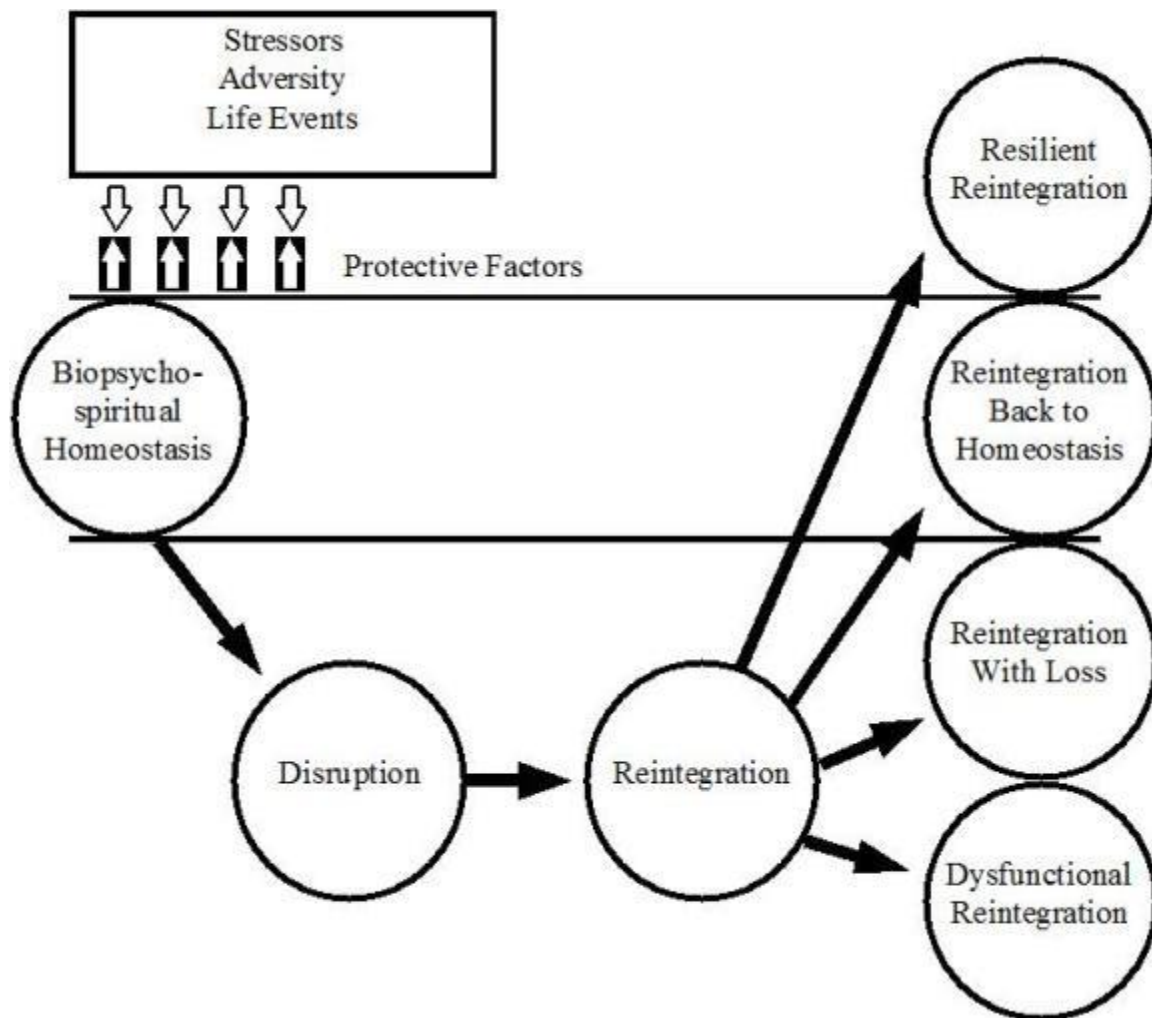 Stressors
Adversity
Life Events
Protective Factors
Biopsycho-
spiritual
Homeostasis
Disruption
Reintegration
Resilient
Reintegration
Reintegration
Back to
Homeostasis
Reintegration
With Loss
Dysfunctional
Reintegration